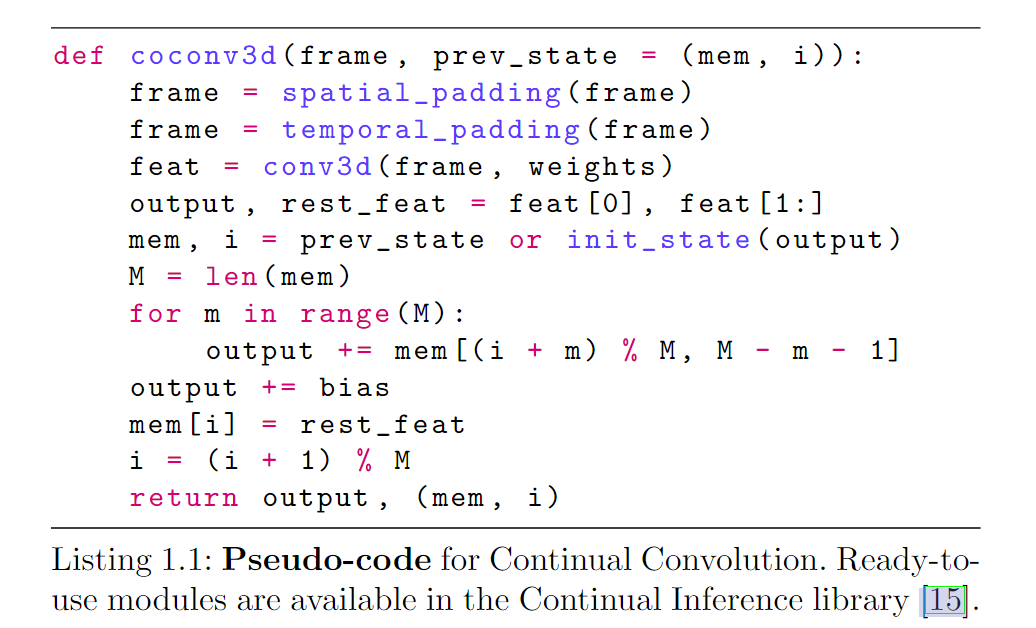 def coconv3d(frame, prev_state = (mem, i)):
    frame = spatial_padding(frame)
    frame = temporal_padding(frame)
    feat = conv3d(frame, weights)
    output, rest_feat = feat[0], feat[1:]
    mem, i = prev_state or init_state(output)
    M = len(mem)
    for m in range(M):
        output += mem[(i + m) % M, M - m - 1]
    output += bias
    mem[i] = rest_feat
    i = (i + 1) % M
    return output, (mem, i)
Listing 1.1: Pseudo-code for Continual Convolution. Ready-to-
use modules are available in the Continual Inference library [15].